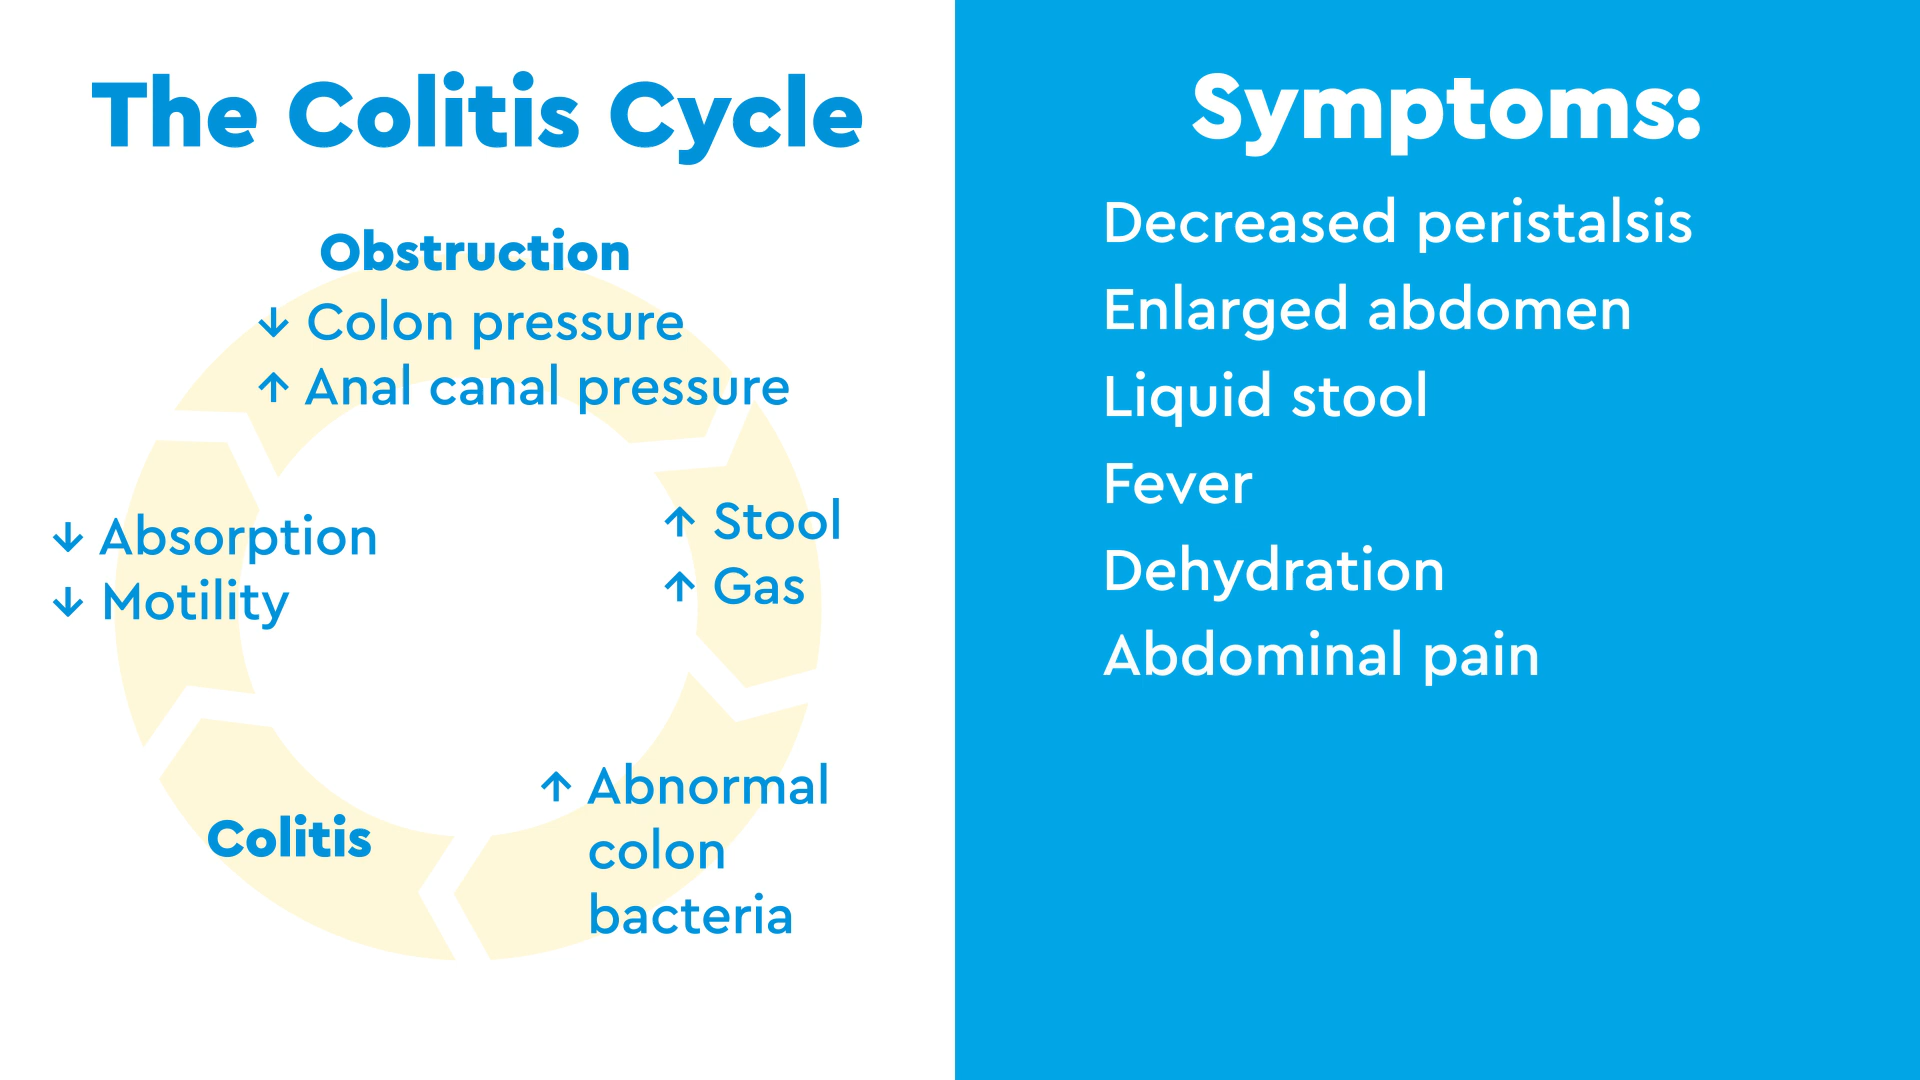 The Colitis Cycle
Obstruction
↓ Colon pressure
↑ Anal canal pressure
↑ Stool
↑ Gas
↑ Abnormal
colon
bacteria
Colitis
↓ Absorption
↓ Motility
Symptoms:
Decreased peristalsis
Enlarged abdomen
Liquid stool
Fever
Dehydration
Abdominal pain